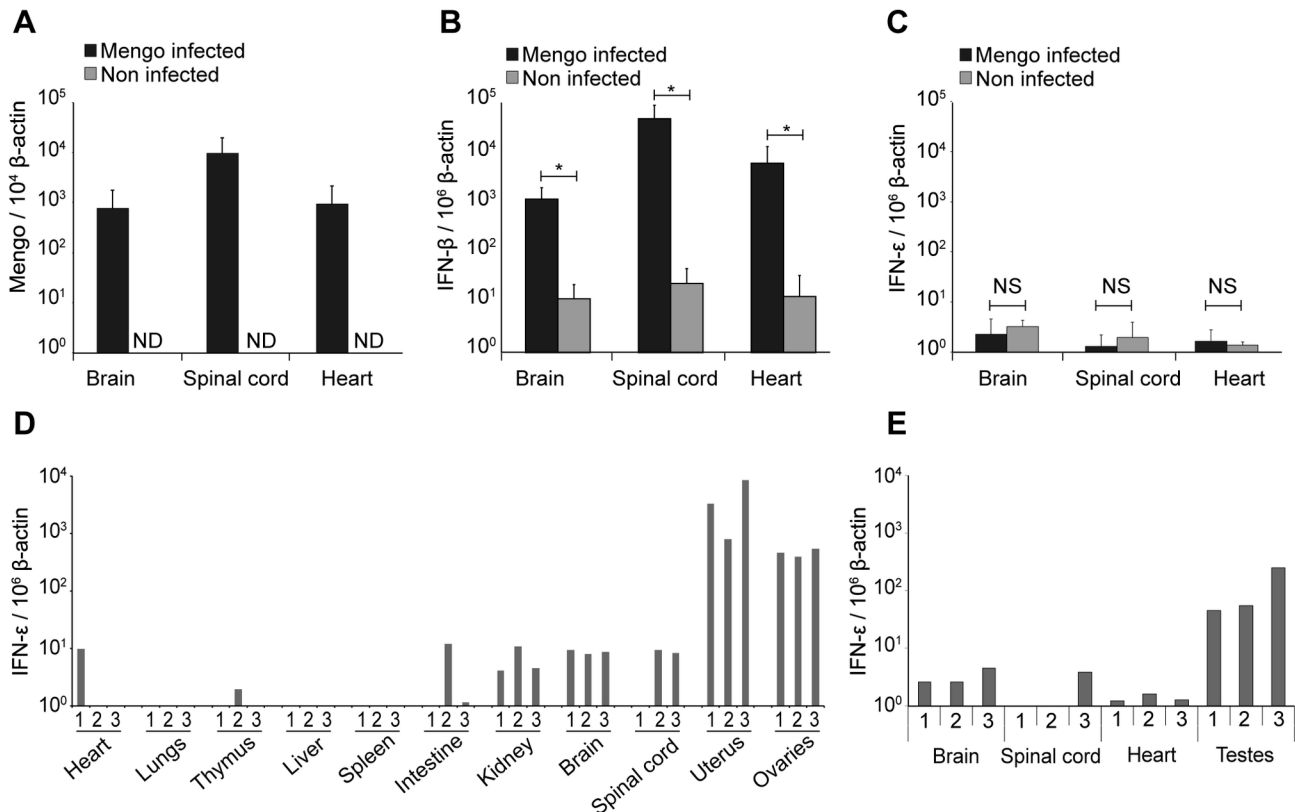 A
Mengo infected
Non infected
Mengo / 10⁴ β-actin
10⁵
10⁴
10³
10²
10¹
10⁰
ND
ND
ND
Brain
Spinal cord
Heart
B
Mengo infected
Non infected
IFN-β / 10⁶ β-actin
10⁵
10⁴
10³
10²
10¹
10⁰
*
*
*
Brain
Spinal cord
Heart
C
Mengo infected
Non infected
IFN-ε / 10⁶ β-actin
10⁵
10⁴
10³
10²
10¹
10⁰
NS
NS
NS
Brain
Spinal cord
Heart
D
IFN-ε / 10⁶ β-actin
10⁴
10³
10²
10¹
10⁰
1 2 3 1 2 3 1 2 3 1 2 3 1 2 3 1 2 3 1 2 3 1 2 3 1 2 3 1 2 3 1 2 3
Heart
Lungs
Thymus
Liver
Spleen
Intestine
Kidney
Brain
Spinal cord
Uterus
Ovaries
E
IFN-ε / 10⁶ β-actin
10⁴
10³
10²
10¹
10⁰
1 2 3 1 2 3 1 2 3 1 2 3
Brain
Spinal cord
Heart
Testes